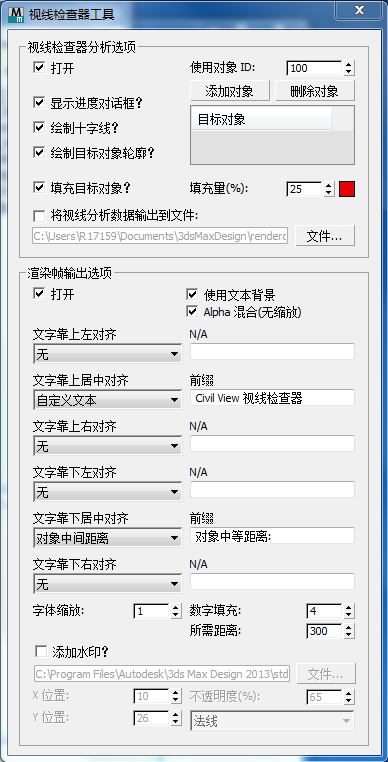 视线检查器工具
视线检查器分析选项
打开 使用对象 ID: 100
添加对象 删除对象
显示进度对话框? 目标对象
绘制十字线?
绘制目标对象轮廓?
填充目标对象? 填充量(%): 25
将视线分析数据输出到文件:
C:\Users\R17159\Documents\3dsMaxDesign\renderc 文件...
渲染帧输出选项
打开 使用文本背景
Alpha 混合(无缩放)
文字靠上左对齐 N/A
无
文字靠上居中对齐 前缀
自定义文本 Civil View 视线检查器
文字靠上右对齐 N/A
无
文字靠下左对齐 N/A
无
文字靠下居中对齐 前缀
对象中间距离 对象中等距离:
文字靠下右对齐 N/A
无
字体缩放: 1 数字填充: 4
所需距离: 300
添加水印?
C:\Program Files\Autodesk\3ds Max Design 2013\std 文件...
X 位置: 10 不透明度(%): 65
Y 位置: 26 法线